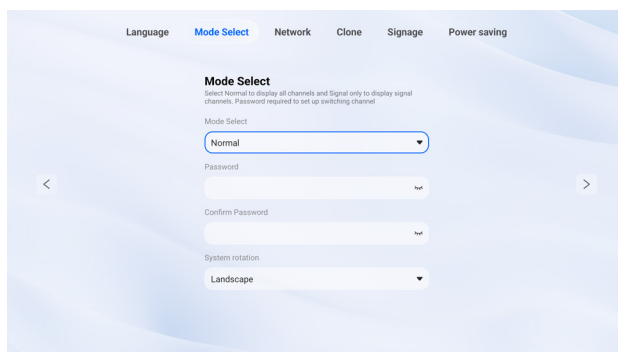 Language Mode Select Network Clone Signage Power saving
Mode Select
Select Normal to display all channels and Signal only to display signal
channels. Password required to set up switching channel
Mode Select
Normal
Password
Confirm Password
System rotation
Landscape